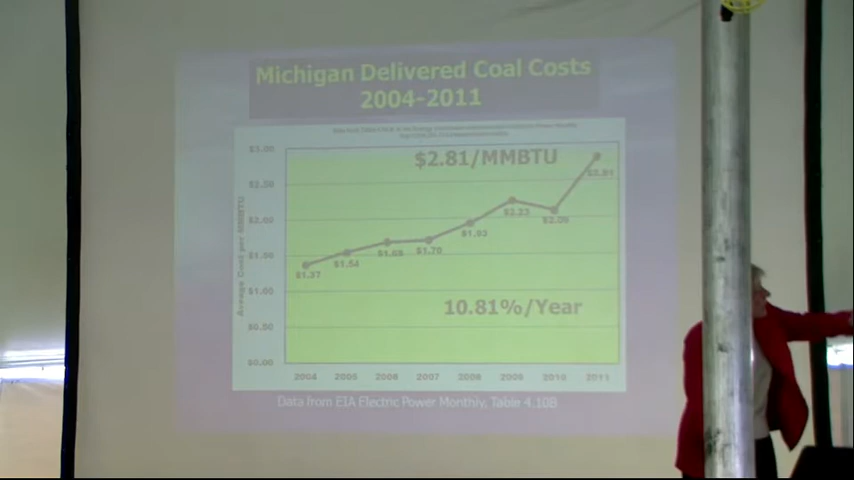 Michigan Delivered Coal Costs
2004-2011
$2.81/MMBTU
$3.00
$2.50
$2.00
$1.50
$1.00
$0.50
$0.00
Average Cost per MMBTU
$1.37
$1.54
$1.68
$1.70
$1.93
$2.23
$2.09
$2.81
10.81%/Year
2004 2005 2006 2007 2008 2009 2010 2011
Data from EIA Electric Power Monthly, Table 4.10B